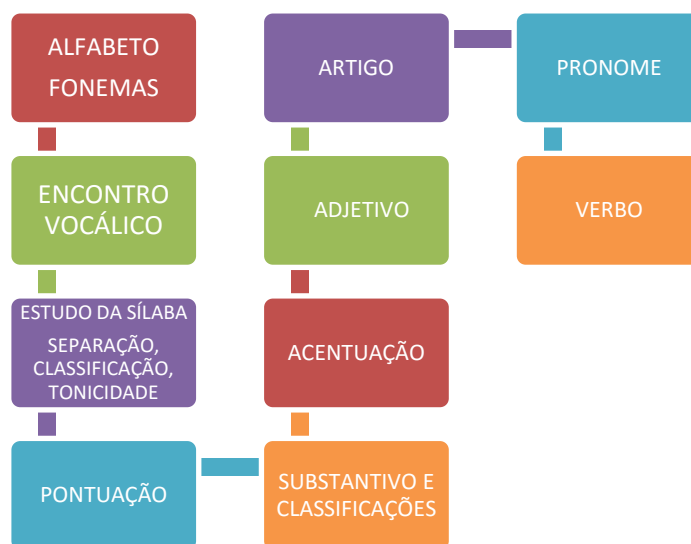 ALFABETO
FONEMAS
ENCONTRO
VOCÁLICO
ESTUDO DA SÍLABA
SEPARAÇÃO,
CLASSIFICAÇÃO,
TONICIDADE
PONTUAÇÃO
SUBSTANTIVO E
CLASSIFICAÇÕES
ACENTUAÇÃO
ADJETIVO
ARTIGO
PRONOME
VERBO